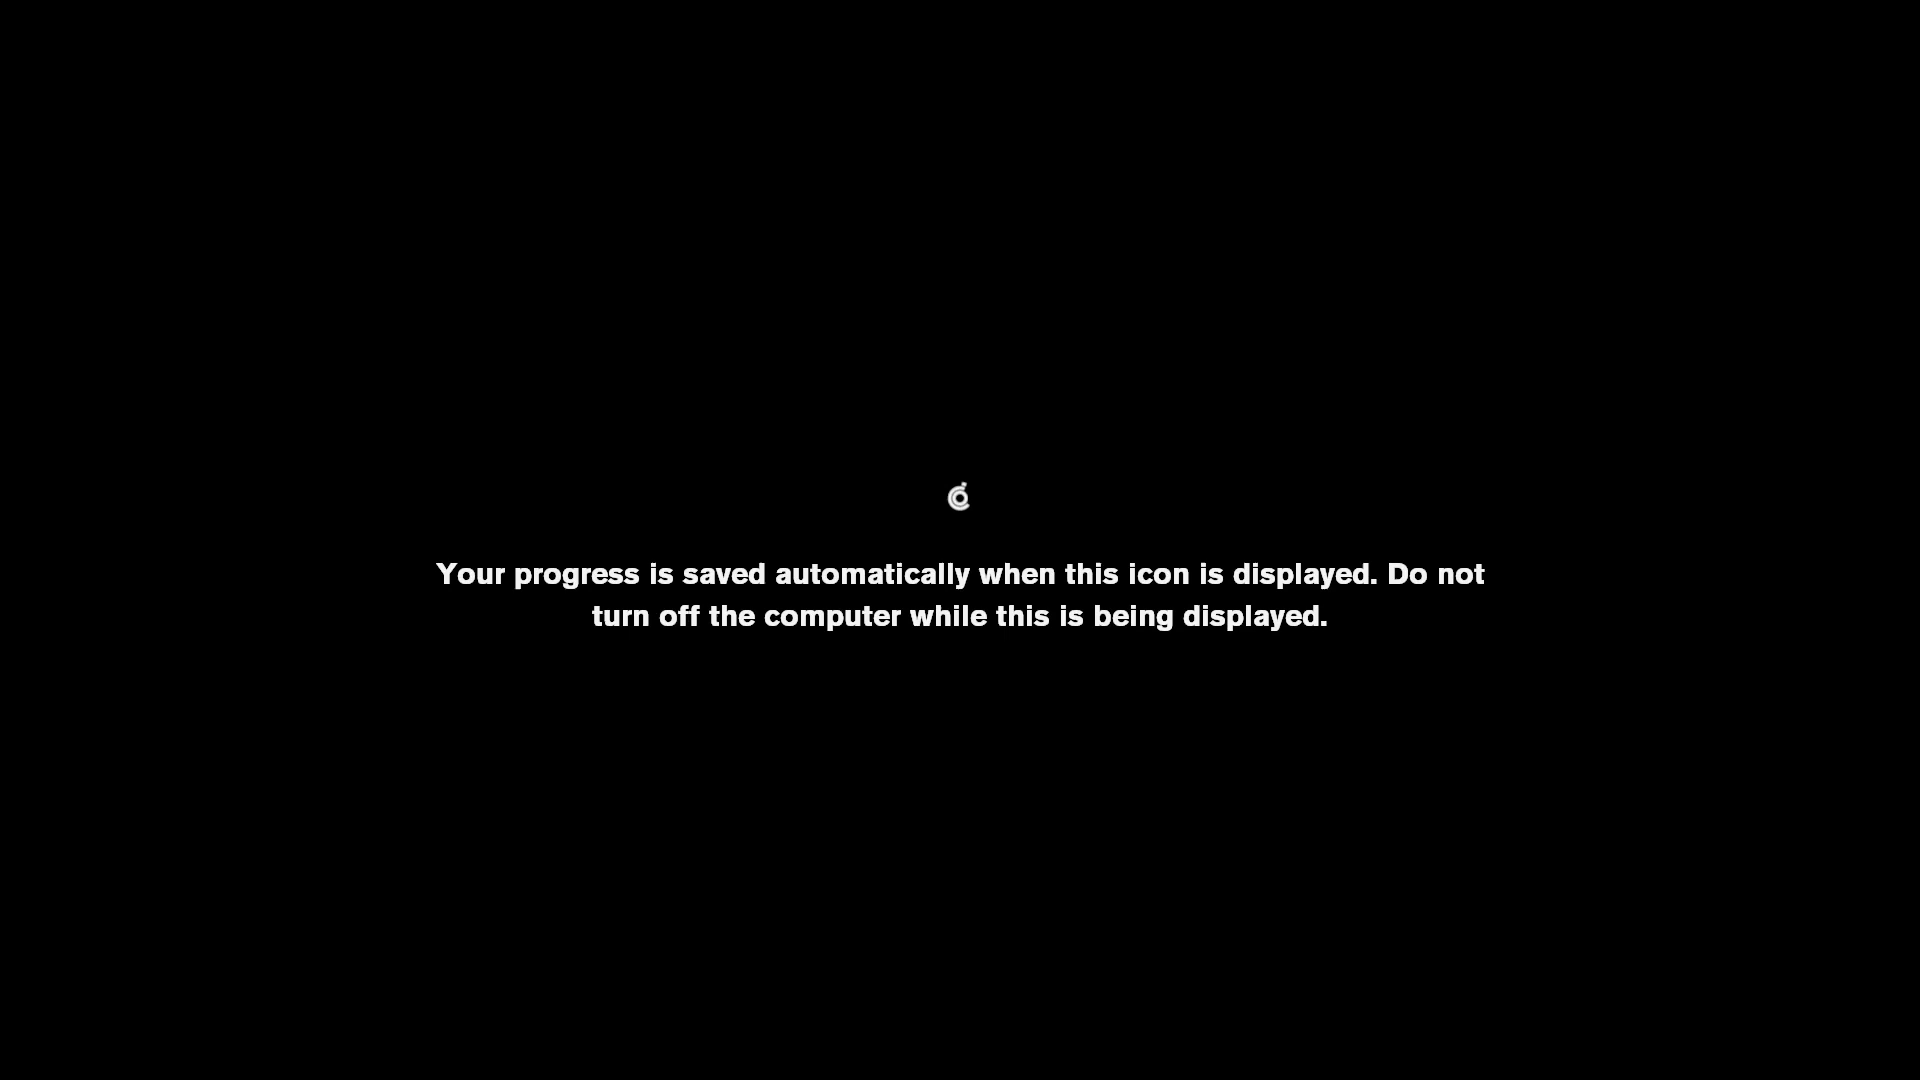 Your progress is saved automatically when this icon is displayed. Do not
turn off the computer while this is being displayed.